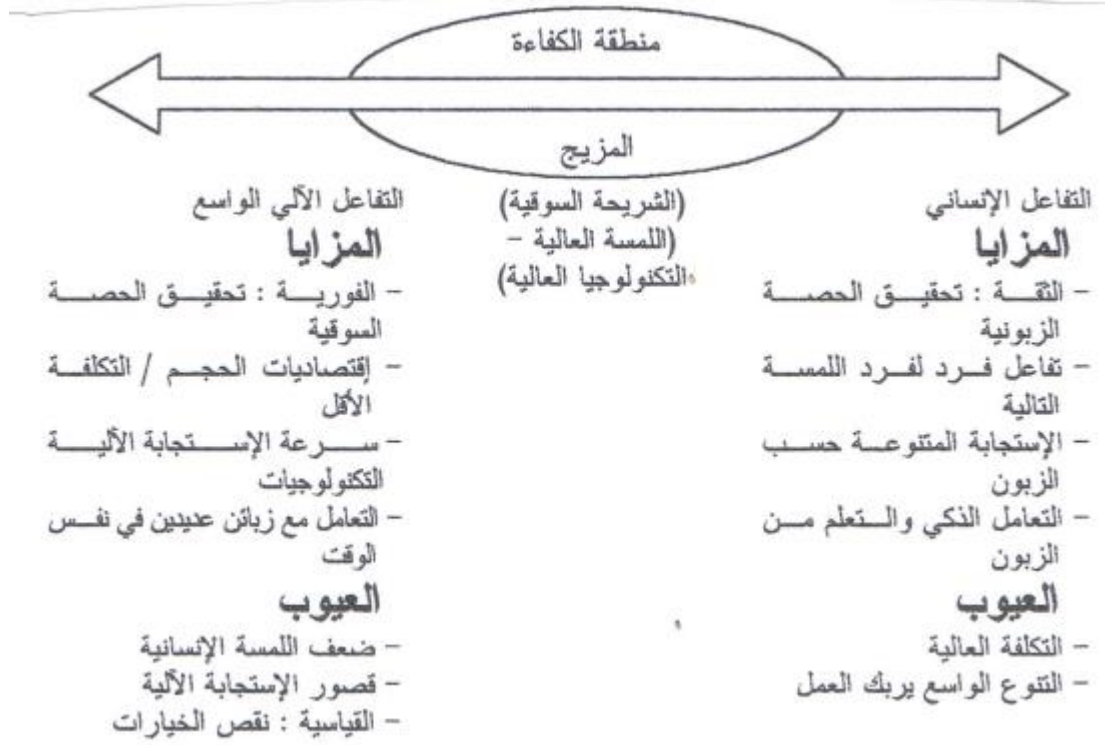 منطقة الكفاءة
المزيج
التفاعل الإنساني
المزايا
- الثقة : تحقيق الحصة
الزبونية
- تفاعل فرد لفرد اللمسة
التالية
- الإستجابة المتنوعة حسب
الزبون
- التعامل الذكي والتعلم من
الزبون
العيوب
- التكلفة العالية
- التنوع الواسع يربك العمل
(الشريحة السوقية)
(اللمسة العالية -
التكنولوجيا العالية)
التفاعل الآلي الواسع
المزايا
- الفورية : تحقيق الحصة
السوقية
- إقتصاديات الحجم / التكلفة
الأقل
- سرعة الإستجابة الألية
التكنولوجيات
- التعامل مع زبائن عديدين في نفس
الوقت
العيوب
- ضعف اللمسة الإنسانية
- قصور الإستجابة الألية
- القياسية : نقص الخيارات